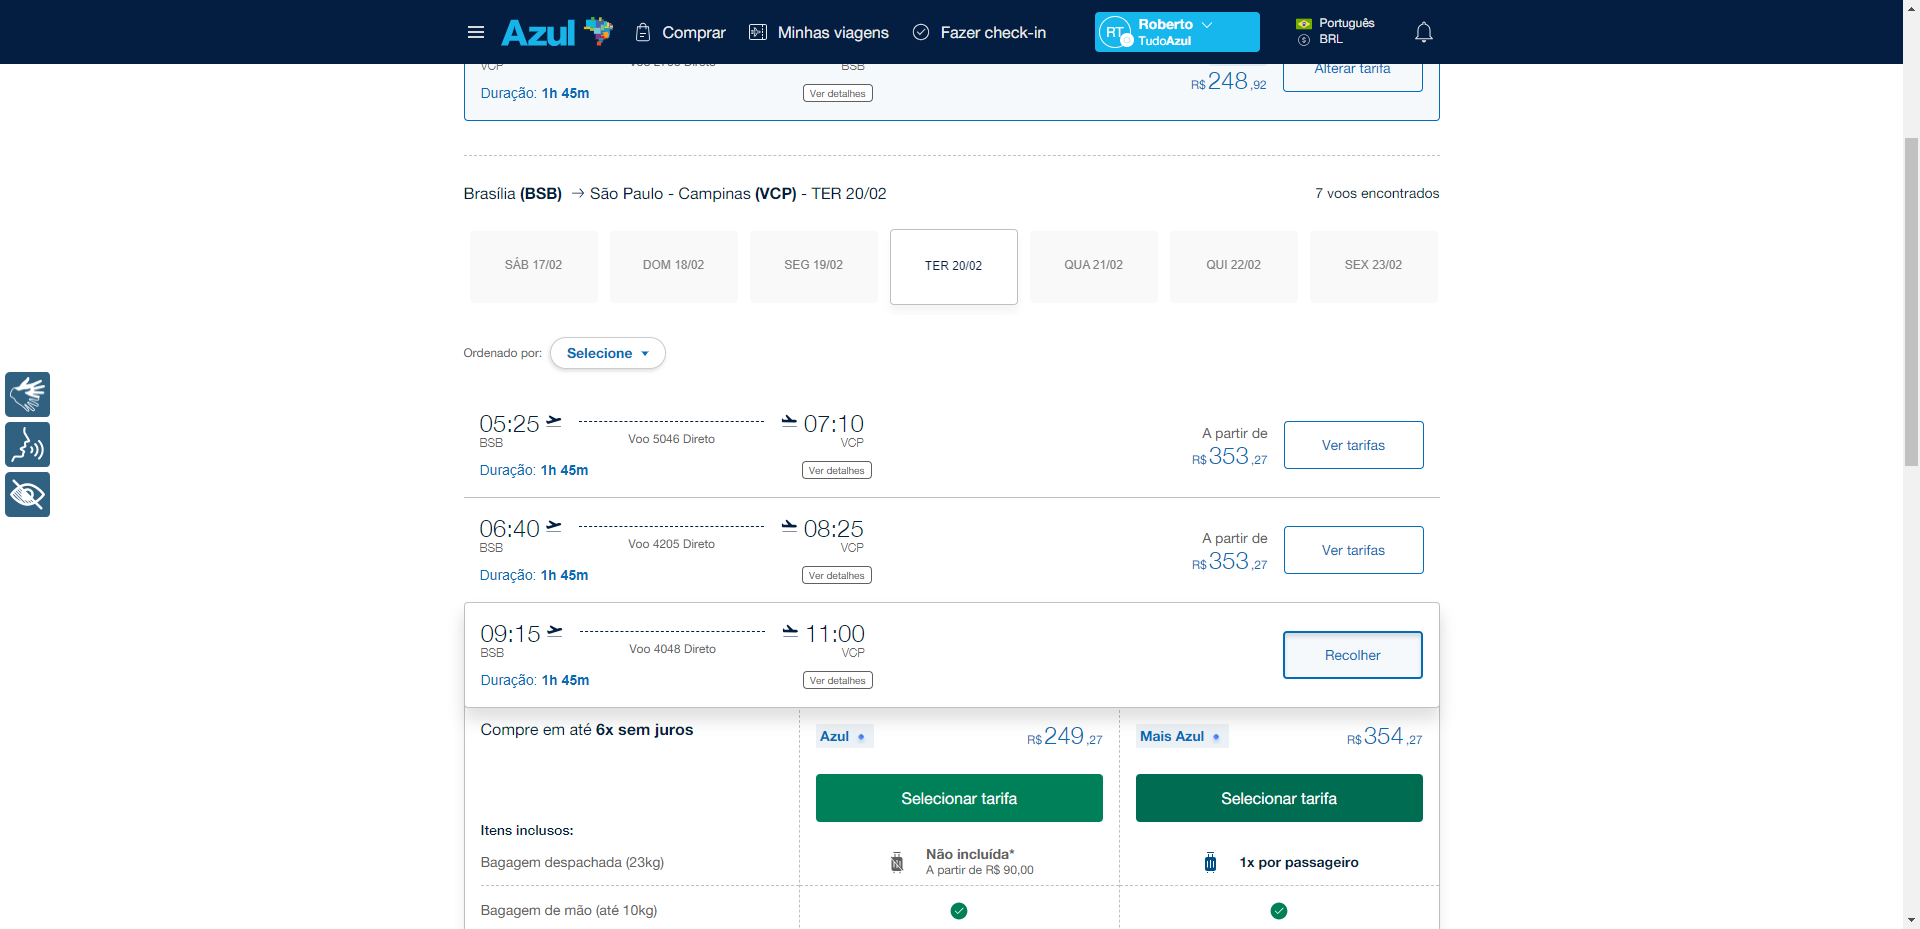 Azul
Comprar
Minhas viagens
Fazer check-in
RT
Roberto
TudoAzul
Português
BRL
VCP
BSB
R$248,92
Alterar tarifa
Duração: 1h 45m
Ver detalhes
Brasília (BSB) → São Paulo - Campinas (VCP) - TER 20/02
7 voos encontrados
SÁB 17/02
DOM 18/02
SEG 19/02
TER 20/02
QUA 21/02
QUI 22/02
SEX 23/02
Ordenado por:
Selecione
05:25
07:10
BSB
Voo 5046 Direto
VCP
Duração: 1h 45m
Ver detalhes
A partir de
R$353,27
Ver tarifas
06:40
08:25
BSB
Voo 4205 Direto
VCP
Duração: 1h 45m
Ver detalhes
A partir de
R$353,27
Ver tarifas
09:15
11:00
BSB
Voo 4048 Direto
VCP
Duração: 1h 45m
Ver detalhes
Recolher
Compre em até 6x sem juros
Azul
R$249,27
Mais Azul
R$354,27
Selecionar tarifa
Selecionar tarifa
Itens inclusos:
Bagagem despachada (23kg)
Não incluída*
A partir de R$ 90,00
1x por passageiro
Bagagem de mão (até 10kg)